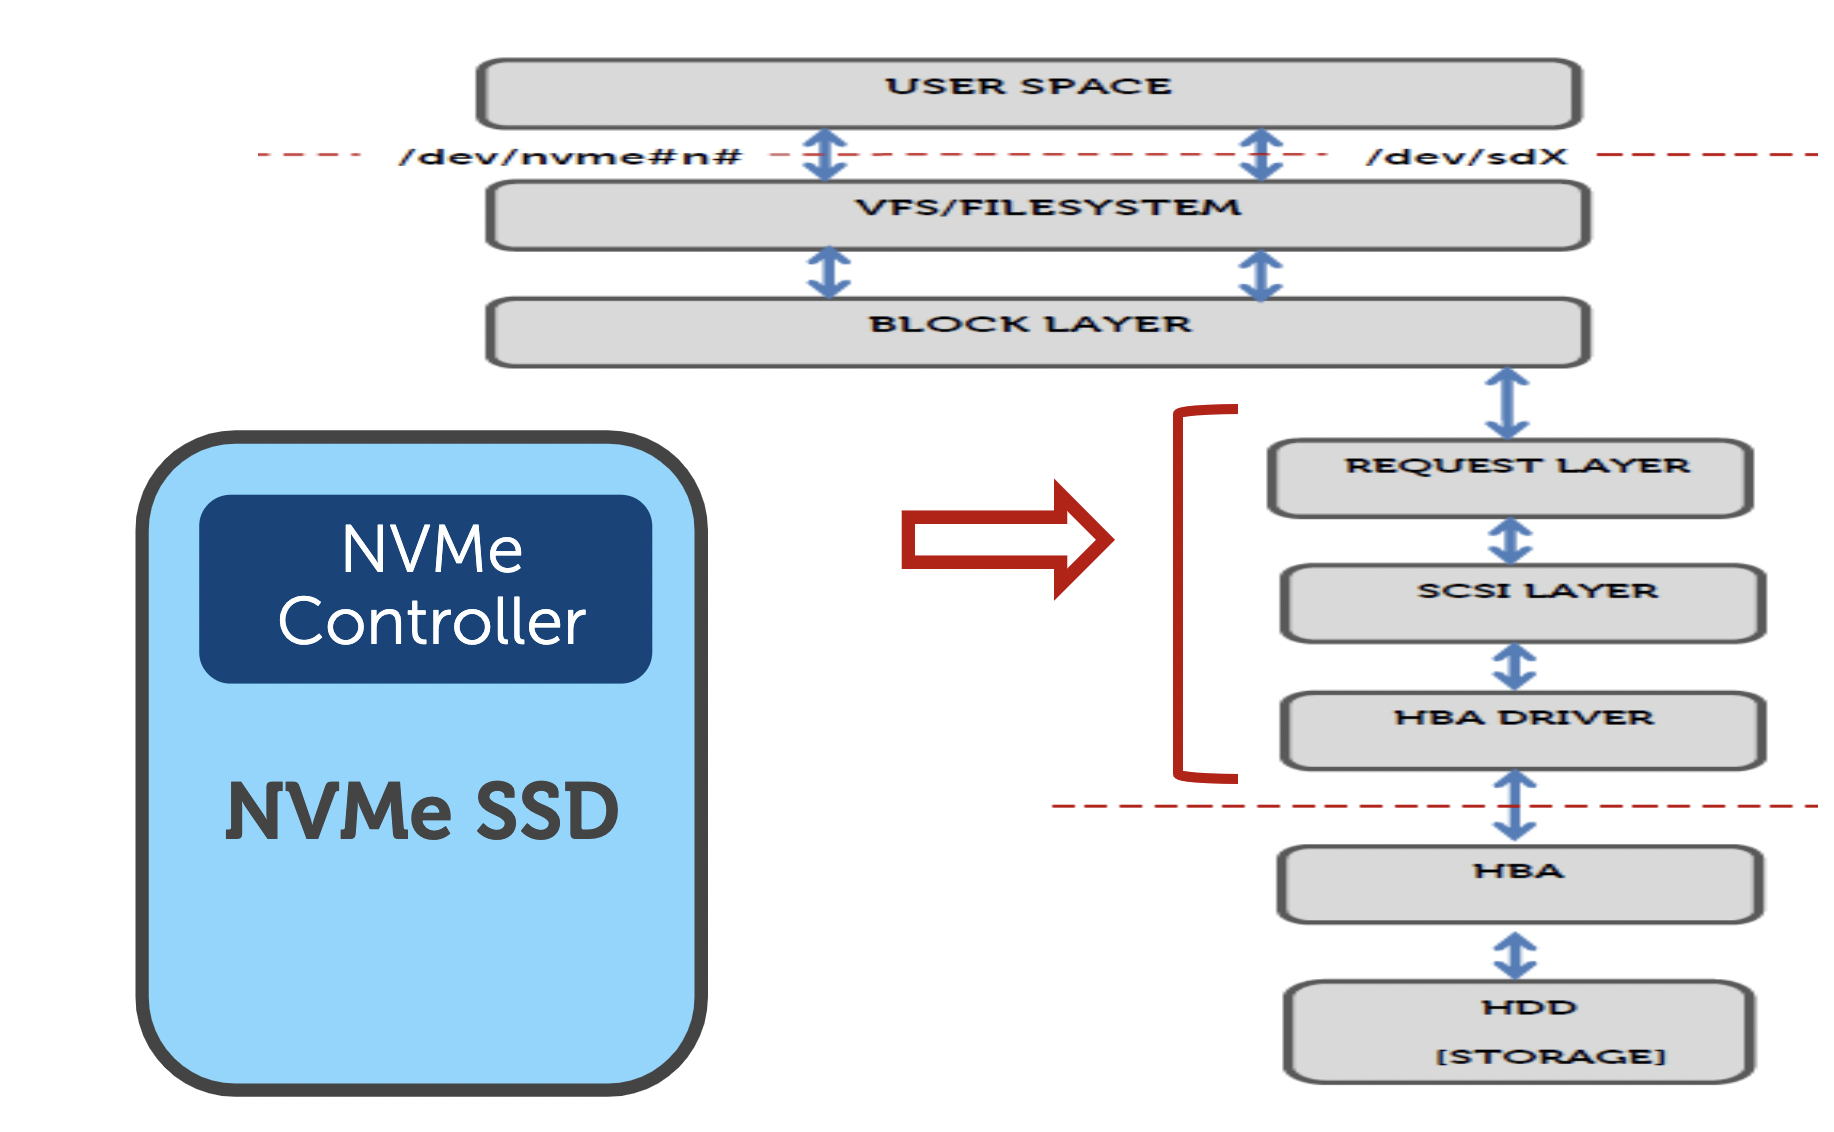 USER SPACE
/dev/nvme#n#
/dev/sdX
VFS/FILESYSTEM
BLOCK LAYER
NVMe
Controller
NVMe SSD
REQUEST LAYER
SCSI LAYER
HBA DRIVER
HBA
HDD
[STORAGE]